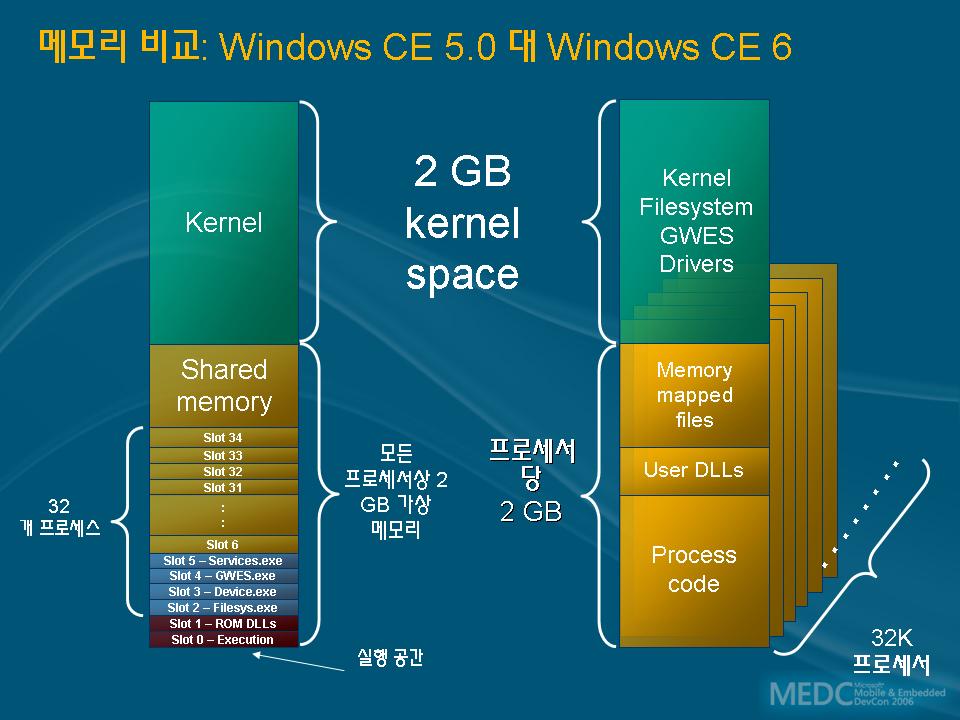 메모리 비교: Windows CE 5.0 대 Windows CE 6
Kernel
Shared
memory
Slot 34
Slot 33
Slot 32
Slot 31
:
:
Slot 6
Slot 5 – Services.exe
Slot 4 – GWES.exe
Slot 3 – Device.exe
Slot 2 – Filesys.exe
Slot 1 – ROM DLLs
Slot 0 – Execution
32
개 프로세스
2 GB
kernel
space
모든
프로세서상 2
GB 가상
메모리
실행 공간
프로세서
당
2 GB
Kernel
Filesystem
GWES
Drivers
Memory
mapped
files
User DLLs
Process
code
32K
프로세서
MEDC Microsoft
Mobile & Embedded
DevCon 2006